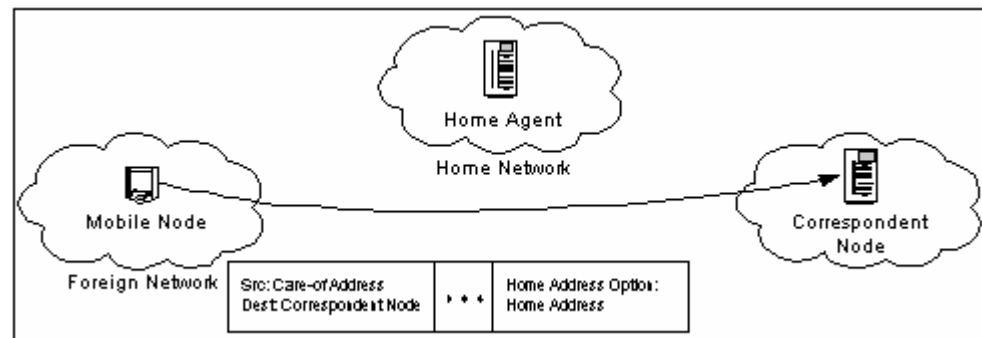 Home Agent
Home Network
Mobile Node
Foreign Network
Correspondent
Node
Src: Care-of Address
Dest: Correspondent Node
• • •
Home Address Option:
Home Address